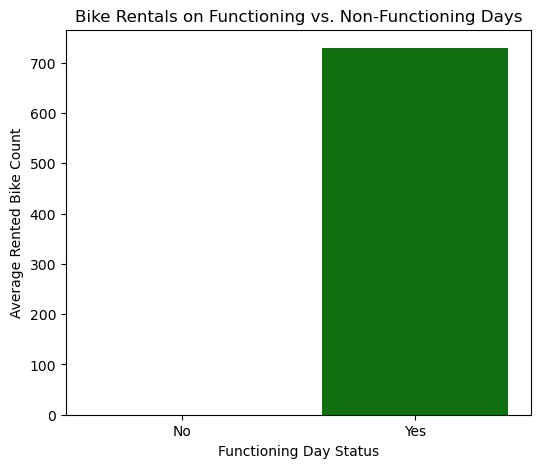 Bike Rentals on Functioning vs. Non-Functioning Days
Average Rented Bike Count
700
600
500
400
300
200
100
0
No
Yes
Functioning Day Status